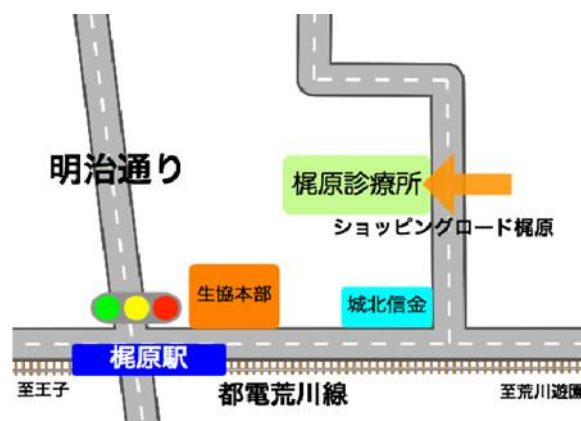 明治通り
梶原診療所
ショッピングロード梶原
生協本部
城北信金
梶原駅
至王子
都電荒川線
至荒川遊園